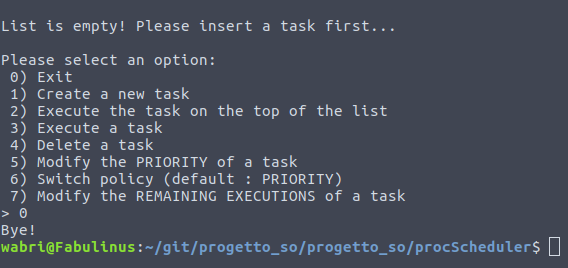 List is empty! Please insert a task first...
Please select an option:
0) Exit
1) Create a new task
2) Execute the task on the top of the list
3) Execute a task
4) Delete a task
5) Modify the PRIORITY of a task
6) Switch policy (default : PRIORITY)
7) Modify the REMAINING EXECUTIONS of a task
> 0
Bye!
wabri@Fabulinus:~/git/progetto_so/progetto_so/procScheduler$